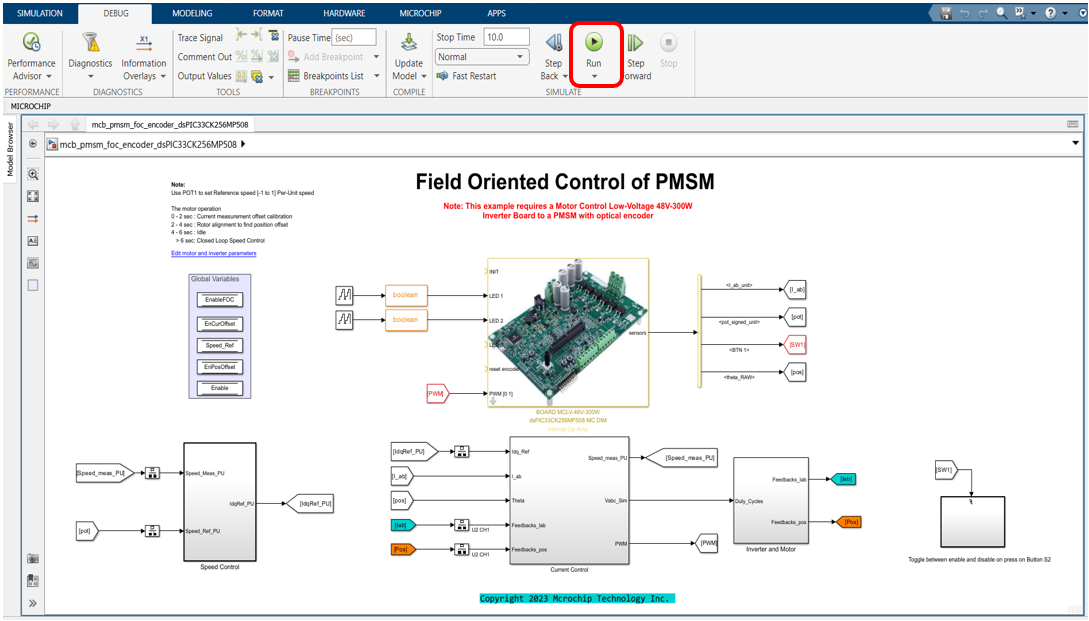 SIMULATION
DEBUG
MODELING
FORMAT
HARDWARE
MICROCHIP
APPS
Performance
Advisor
PERFORMANCE
Diagnostics
Information
Overlays
DIAGNOSTICS
Trace Signal
Comment Out
Output Values
TOOLS
Pause Time (sec)
Add Breakpoint
Breakpoints List
BREAKPOINTS
Update
Model
COMPILE
Stop Time 10.0
Normal
Fast Restart
Step
Back
Run
Step
Forward
Stop
SIMULATE
MICROCHIP
Model Browser
mcb_pmsm_foc_encoder_dsPIC33CK256MP508
mcb_pmsm_foc_encoder_dsPIC33CK256MP508
Note:
Use POT1 to set Reference speed [-1 to 1] Per-Unit speed
The motor operation
0 - 2 sec : Current measurement offset calibration
2 - 4 sec : Rotor alignment to find position offset
4 - 6 sec : Idle
> 6 sec: Closed Loop Speed Control
Edit motor and inverter parameters
Field Oriented Control of PMSM
Note: This example requires a Motor Control Low-Voltage 48V-300W
Inverter Board to a PMSM with optical encoder
Global Variables
EnableFOC
EnCurOffset
Speed_Ref
EnPosOffset
Enable
boolean
boolean
INIT
LED 1
LED 2
reset encoder
PWM [0 1]
sensors
[PWM]
BOARD MCLV-48V-300W
dsPIC33CK256MP508 MC DIM
Internal Op-Amp
<I_ab_unit>
[I_ab]
<pot_signed_unit>
[pot]
<BTN 1>
[SW1]
<theta_RAW>
[pos]
[Speed_meas_PU]
Speed_Meas_PU
IdqRef_PU
[IdqRef_PU]
[pot]
Speed_Ref_PU
Speed Control
[IdqRef_PU]
Idq_Ref
[I_ab]
I_ab
[pos]
Theta
[Iab]
U2 CH1
Feedbacks_Iab
[Pos]
U2 CH1
Feedbacks_pos
Speed_meas_PU
[Speed_meas_PU]
Vabc_Sim
PWM
[PWM]
Current Control
Duty_Cycles
Feedbacks_Iab
[Iab]
Feedbacks_pos
[Pos]
Inverter and Motor
[SW1]
Toggle between enable and disable on press on Button S2
Copyright 2023 Mcrochip Technology Inc.